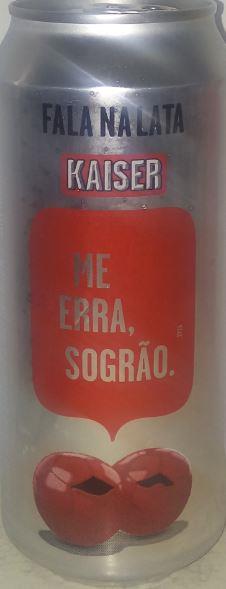 FALA NA LATA
KAISER
ME
ERRA,
SOGRÃO.